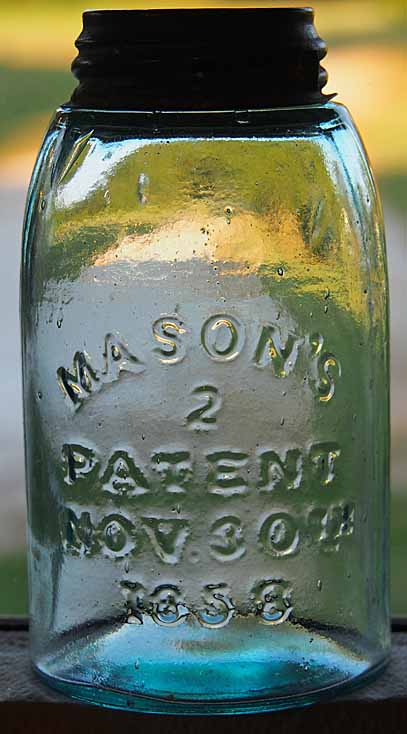 MASON'S
2
PATENT
NOV. 30TH
1858